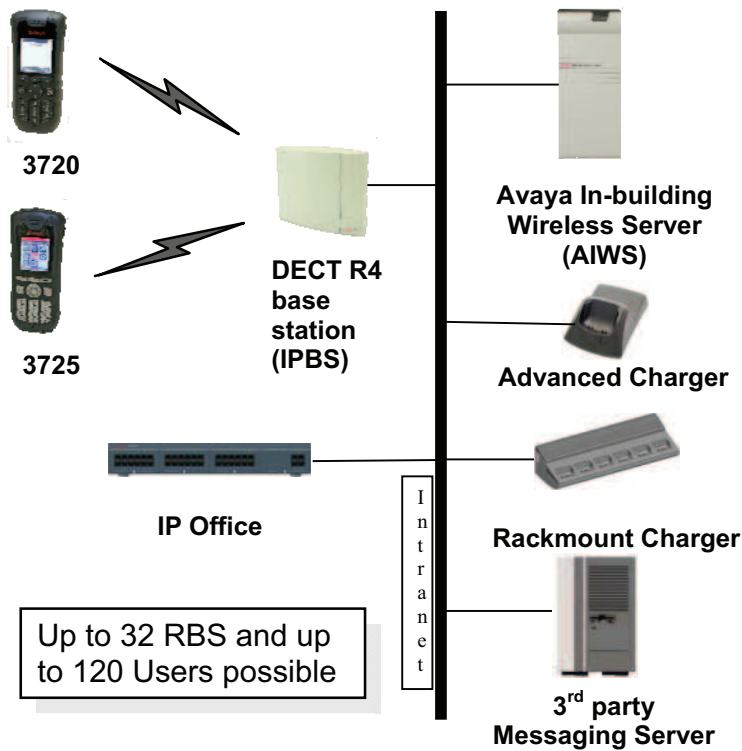 3720
3725
DECT R4
base
station
(IPBS)
IP Office
Up to 32 RBS and up
to 120 Users possible
Intranet
Avaya In-building
Wireless Server
(AIWS)
Advanced Charger
Rackmount Charger
3rd party
Messaging Server